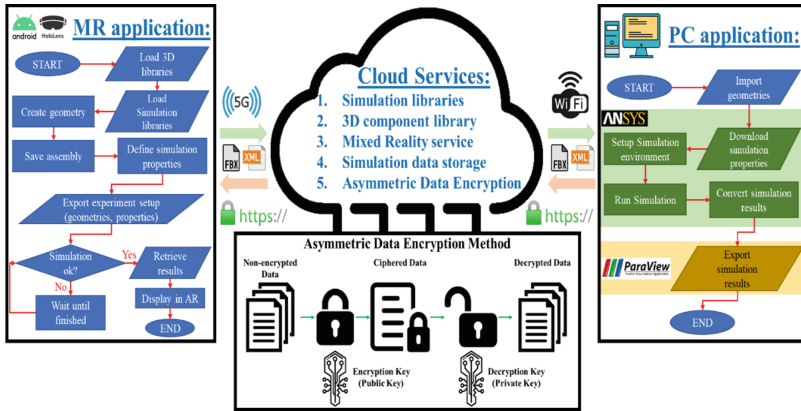 MR application:
android
HoloLens
START
Load 3D
libraries
Load
Simulation
libraries
Create geometry
Save assembly
Define simulation
properties
Export experiment setup
(geometries, properties)
Simulation
ok?
Yes
No
Retrieve
results
Wait until
finished
Display in AR
END
5G
FBX
XML
https://
Cloud Services:
1. Simulation libraries
2. 3D component library
3. Mixed Reality service
4. Simulation data storage
5. Asymmetric Data Encryption
WiFi
FBX
XML
https://
Asymmetric Data Encryption Method
Non-encrypted
Data
Ciphered Data
Decrypted Data
Encryption Key
(Public Key)
Decryption Key
(Private Key)
PC application:
START
Import
geometries
ANSYS
Setup Simulation
environment
Download
simulation
properties
Run Simulation
Convert simulation
results
ParaView
Export
simulation
results
END